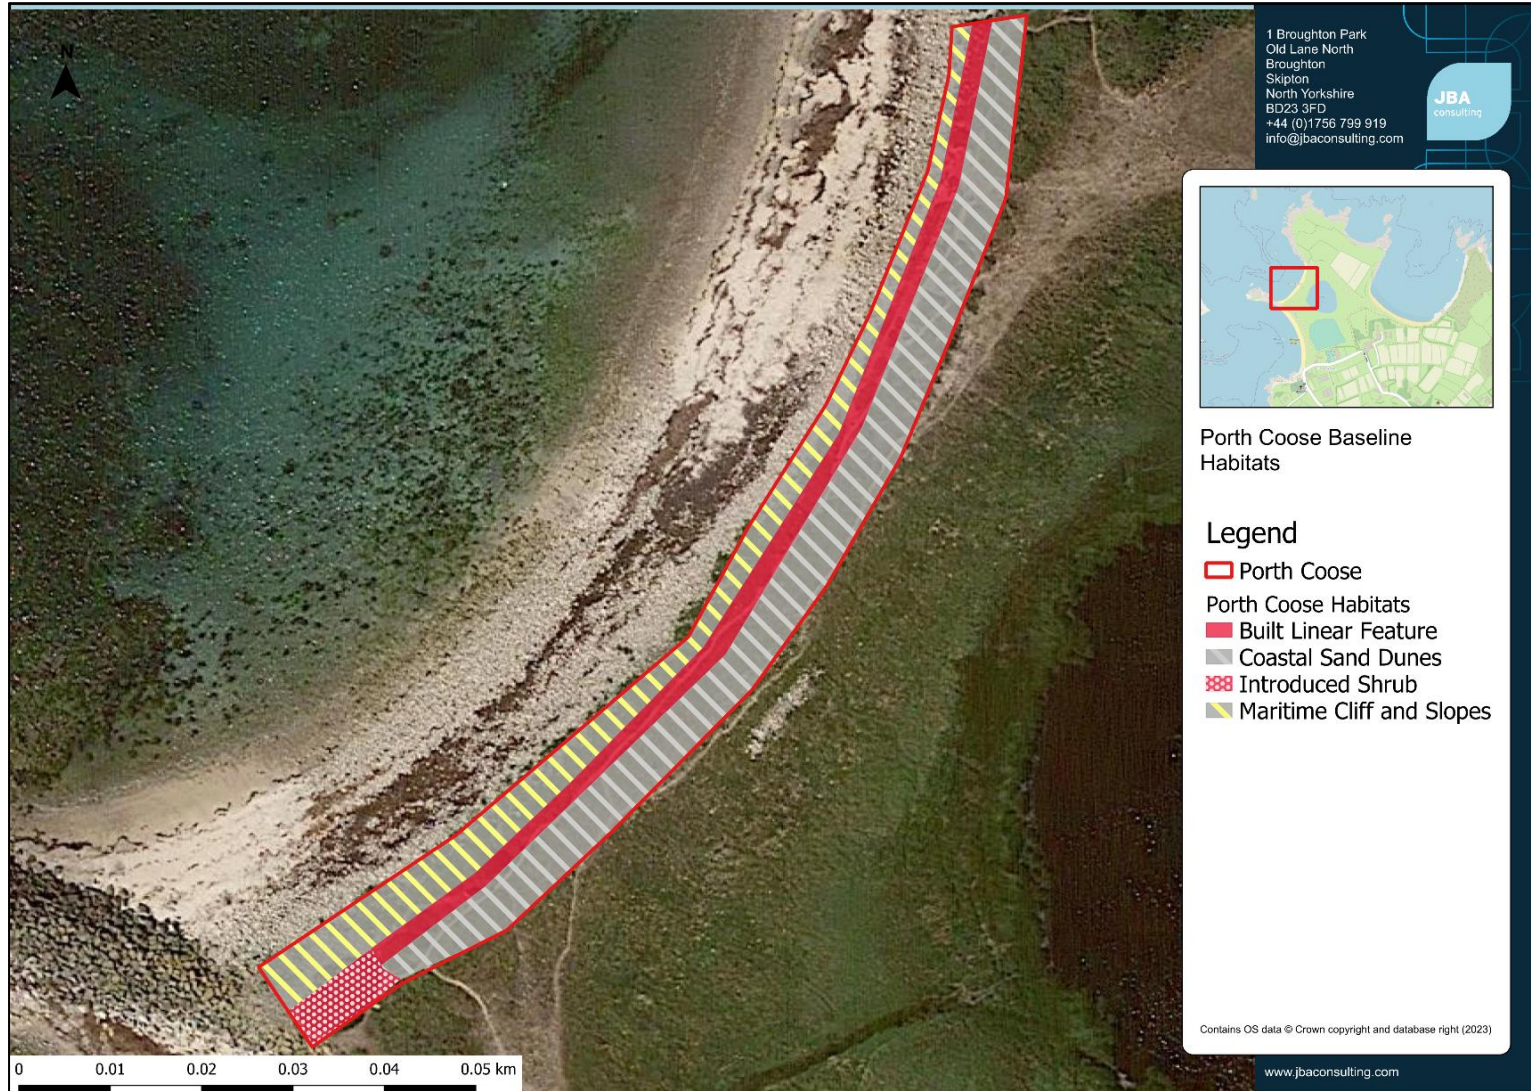 N
1 Broughton Park
Old Lane North
Broughton
Skipton
North Yorkshire
BD23 3FD
+44 (0)1756 799 919
info@jbaconsulting.com
JBA
consulting
Porth Coose Baseline
Habitats
Legend
Porth Coose
Porth Coose Habitats
Built Linear Feature
Coastal Sand Dunes
Introduced Shrub
Maritime Cliff and Slopes
Contains OS data © Crown copyright and database right (2023)
0 0.01 0.02 0.03 0.04 0.05 km
www.jbaconsulting.com